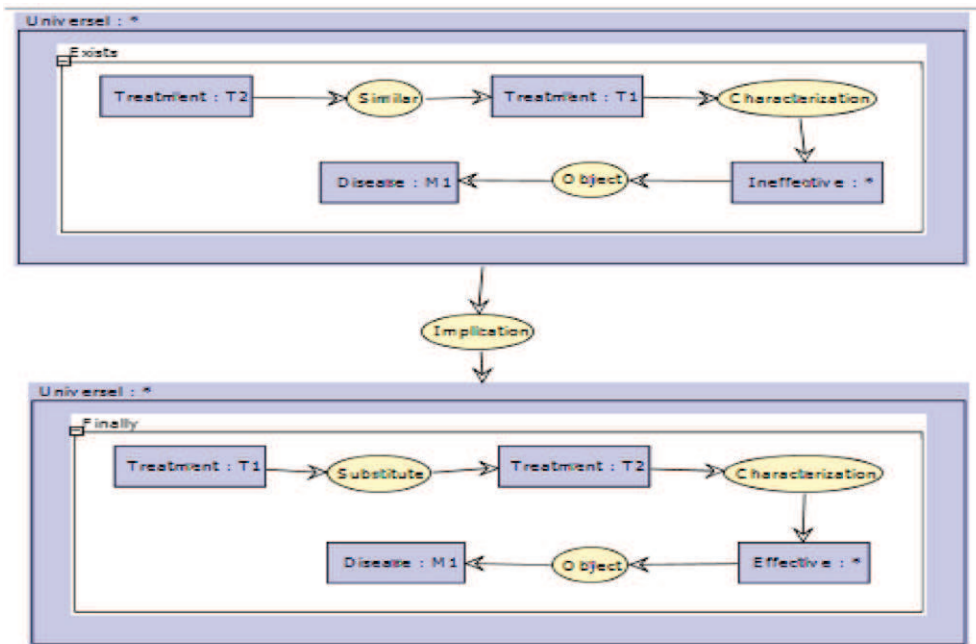 Universel : *
Exists
Treatment : T2
Similar
Treatment : T1
Characterization
Disease : M1
Object
Ineffective : *
Implication
Universel : *
Finally
Treatment : T1
Substitute
Treatment : T2
Characterization
Disease : M1
Object
Effective : *